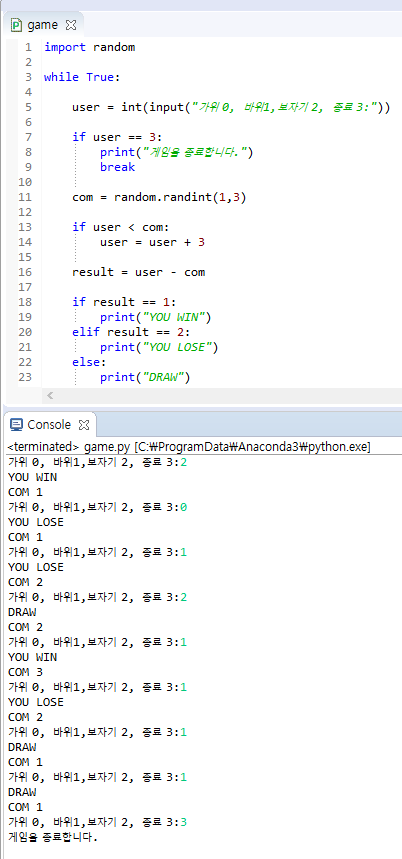 game
1 import random
2
3 while True:
4
5     user = int(input("가위 0, 바위1,보자기 2, 종료 3:"))
6
7     if user == 3:
8         print("게임을 종료합니다.")
9         break
10
11     com = random.randint(1,3)
12
13     if user < com:
14         user = user + 3
15
16     result = user - com
17
18     if result == 1:
19         print("YOU WIN")
20     elif result == 2:
21         print("YOU LOSE")
22     else:
23         print("DRAW")
Console
<terminated> game.py [C:₩ProgramData₩Anaconda3₩python.exe]
가위 0, 바위1,보자기 2, 종료 3:2
YOU WIN
COM 1
가위 0, 바위1,보자기 2, 종료 3:0
YOU LOSE
COM 1
가위 0, 바위1,보자기 2, 종료 3:1
YOU LOSE
COM 2
가위 0, 바위1,보자기 2, 종료 3:2
DRAW
COM 2
가위 0, 바위1,보자기 2, 종료 3:1
YOU WIN
COM 3
가위 0, 바위1,보자기 2, 종료 3:1
YOU LOSE
COM 2
가위 0, 바위1,보자기 2, 종료 3:1
DRAW
COM 1
가위 0, 바위1,보자기 2, 종료 3:1
DRAW
COM 1
가위 0, 바위1,보자기 2, 종료 3:3
게임을 종료합니다.